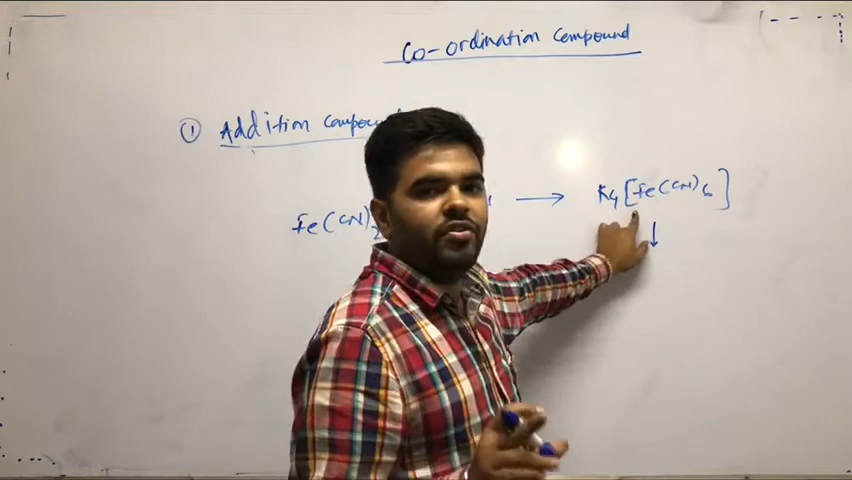 Co-ordination Compound
① Addition Compou
Fe(CN)2 → K4[Fe(CN)6]
↓